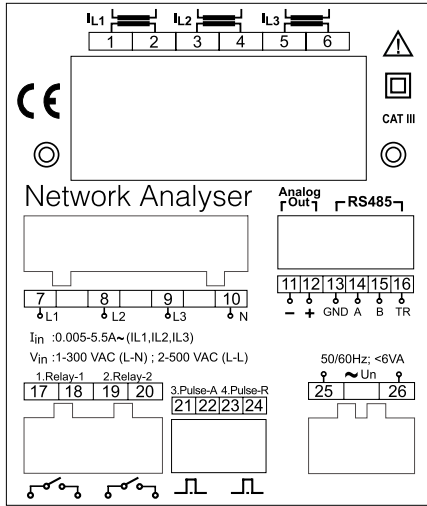 IL1 IL2 IL3
1 2 3 4 5 6
CE
CAT III
Network Analyser
Analog Out
RS485
7 8 9 10
L1 L2 L3 N
11 12 13 14 15 16
− + GND A B TR
Iin :0.005-5.5A~(IL1,IL2,IL3)
Vin :1-300 VAC (L-N) ; 2-500 VAC (L-L)
1.Relay-1 2.Relay-2
17 18 19 20
3.Pulse-A 4.Pulse-R
21 22 23 24
50/60Hz; <6VA
~ Un
25 26